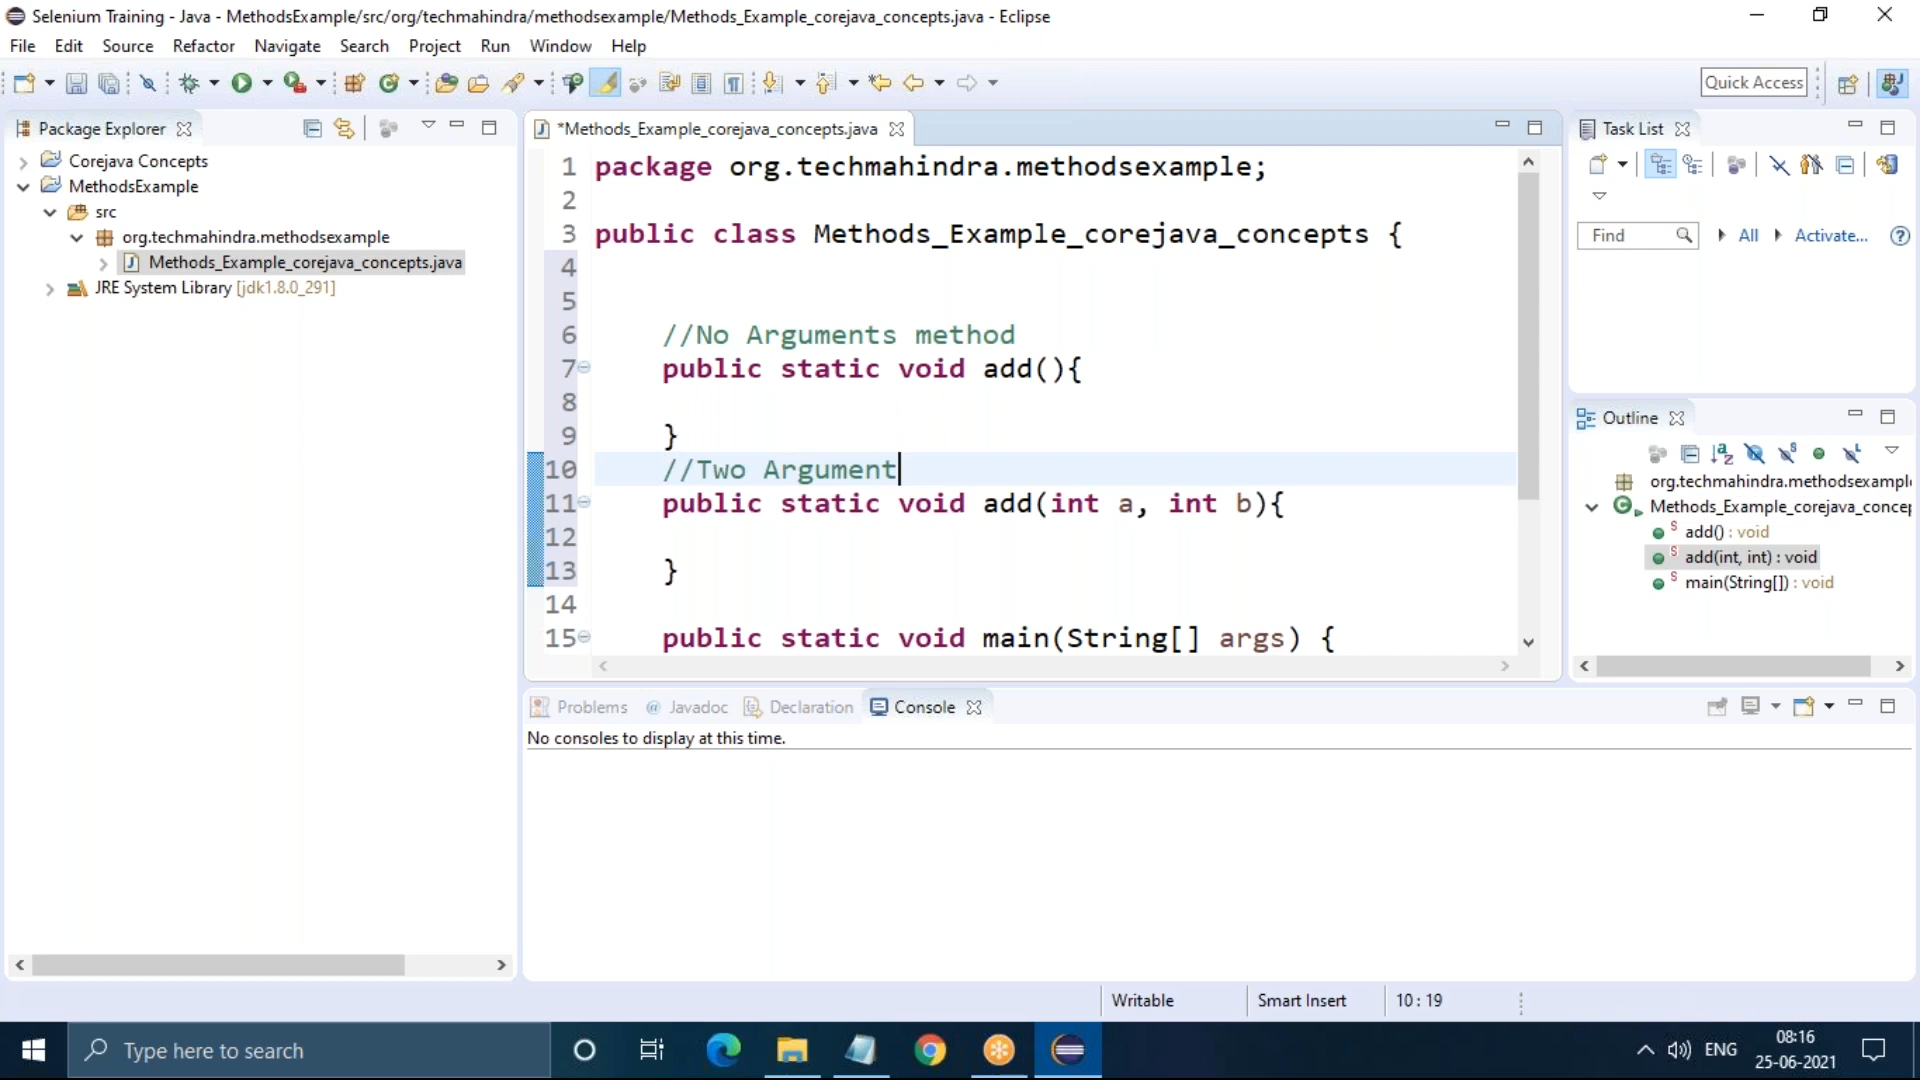 Selenium Training - Java - MethodsExample/src/org/techmahindra/methodsexample/Methods_Example_corejava_concepts.java - Eclipse
File Edit Source Refactor Navigate Search Project Run Window Help
Quick Access
Package Explorer
Corejava Concepts
MethodsExample
src
org.techmahindra.methodsexample
Methods_Example_corejava_concepts.java
JRE System Library [jdk1.8.0_291]
*Methods_Example_corejava_concepts.java
1 package org.techmahindra.methodsexample;
2
3 public class Methods_Example_corejava_concepts {
4
5
6 //No Arguments method
7 public static void add(){
8
9 }
10 //Two Argument
11 public static void add(int a, int b){
12
13 }
14
15 public static void main(String[] args) {
Task List
Find All Activate...
Outline
org.techmahindra.methodsexampl
Methods_Example_corejava_concep
add() : void
add(int, int) : void
main(String[]) : void
Problems @ Javadoc Declaration Console
No consoles to display at this time.
Writable Smart Insert 10 : 19
Type here to search
ENG
08:16
25-06-2021